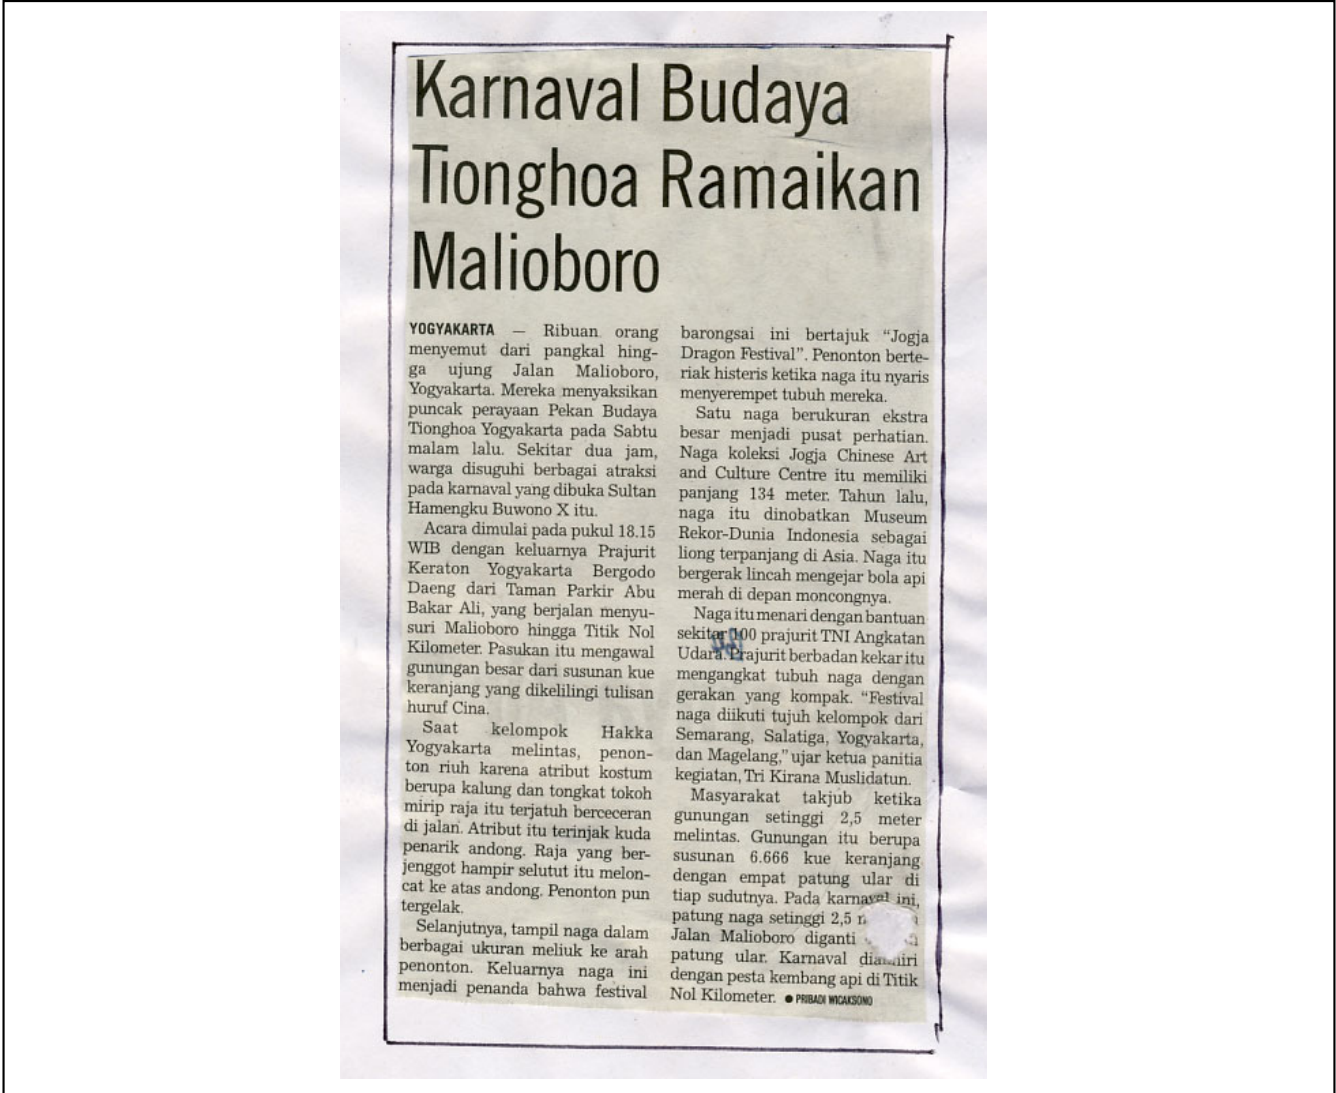 Karnaval Budaya
Tionghoa Ramaikan
Malioboro
YOGYAKARTA — Ribuan orang
menyemut dari pangkal hing-
ga ujung Jalan Malioboro,
Yogyakarta. Mereka menyaksikan
puncak perayaan Pekan Budaya
Tionghoa Yogyakarta pada Sabtu
malam lalu. Sekitar dua jam,
warga disuguhi berbagai atraksi
pada karnaval yang dibuka Sultan
Hamengku Buwono X itu.
Acara dimulai pada pukul 18.15
WIB dengan keluarnya Prajurit
Keraton Yogyakarta Bergodo
Daeng dari Taman Parkir Abu
Bakar Ali, yang berjalan menyu-
suri Malioboro hingga Titik Nol
Kilometer. Pasukan itu mengawal
gunungan besar dari susunan kue
keranjang yang dikelilingi tulisan
huruf Cina.
Saat kelompok Hakka
Yogyakarta melintas, penon-
ton riuh karena atribut kostum
berupa kalung dan tongkat tokoh
mirip raja itu terjatuh berceceran
di jalan. Atribut itu terinjak kuda
penarik andong. Raja yang ber-
jenggot hampir selutut itu melon-
cat ke atas andong. Penonton pun
tergelak.
Selanjutnya, tampil naga dalam
berbagai ukuran meliuk ke arah
penonton. Keluarnya naga ini
menjadi penanda bahwa festival
barongsai ini bertajuk “Jogja
Dragon Festival”. Penonton berte-
riak histeris ketika naga itu nyaris
menyerempet tubuh mereka.
Satu naga berukuran ekstra
besar menjadi pusat perhatian.
Naga koleksi Jogja Chinese Art
and Culture Centre itu memiliki
panjang 134 meter. Tahun lalu,
naga itu dinobatkan Museum
Rekor-Dunia Indonesia sebagai
liong terpanjang di Asia. Naga itu
bergerak lincah mengejar bola api
merah di depan moncongnya.
Naga itu menari dengan bantuan
sekitar 100 prajurit TNI Angkatan
Udara. Prajurit berbadan kekar itu
mengangkat tubuh naga dengan
gerakan yang kompak. “Festival
naga diikuti tujuh kelompok dari
Semarang, Salatiga, Yogyakarta,
dan Magelang,” ujar ketua panitia
kegiatan, Tri Kirana Muslidatun.
Masyarakat takjub ketika
gunungan setinggi 2,5 meter
melintas. Gunungan itu berupa
susunan 6.666 kue keranjang
dengan empat patung ular di
tiap sudutnya. Pada karnaval ini,
patung naga setinggi 2,5
Jalan Malioboro diganti
patung ular. Karnaval diakhiri
dengan pesta kembang api di Titik
Nol Kilometer. ● PRIBADI WICAKSONO